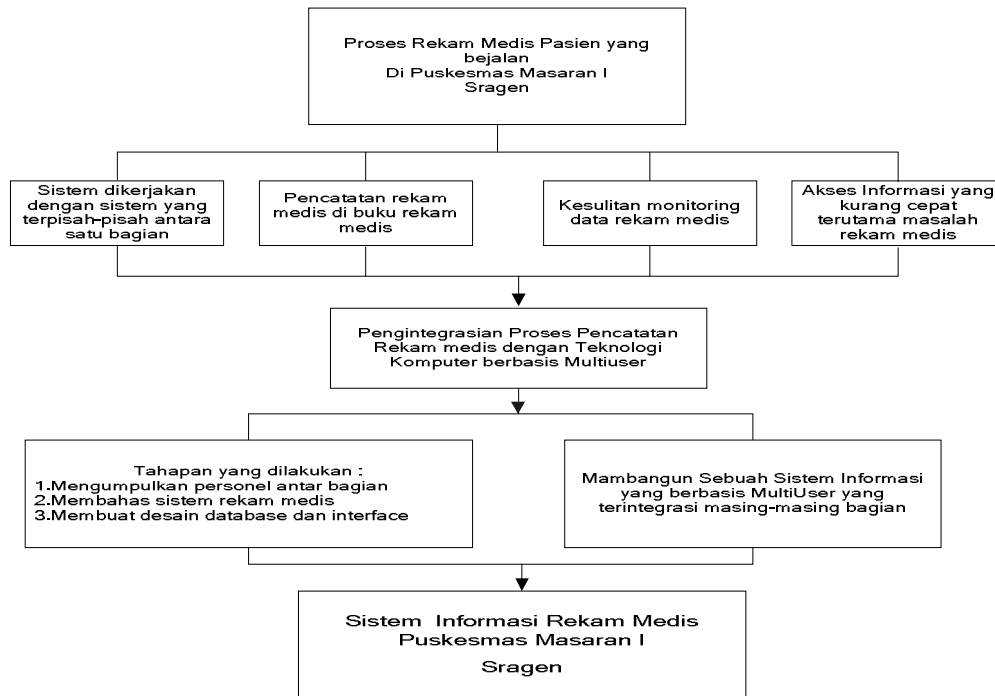 Proses Rekam Medis Pasien yang
bejalan
Di Puskesmas Masaran I
Sragen
Sistem dikerjakan
dengan sistem yang
terpisah-pisah antara
satu bagian
Pencatatan rekam
medis di buku rekam
medis
Kesulitan monitoring
data rekam medis
Akses Informasi yang
kurang cepat
terutama masalah
rekam medis
Pengintegrasian Proses Pencatatan
Rekam medis dengan Teknologi
Komputer berbasis Multiuser
Tahapan yang dilakukan :
1.Mengumpulkan personel antar bagian
2.Membahas sistem rekam medis
3.Membuat desain database dan interface
Mambangun Sebuah Sistem Informasi
yang berbasis MultiUser yang
terintegrasi masing-masing bagian
Sistem Informasi Rekam Medis
Puskesmas Masaran I
Sragen